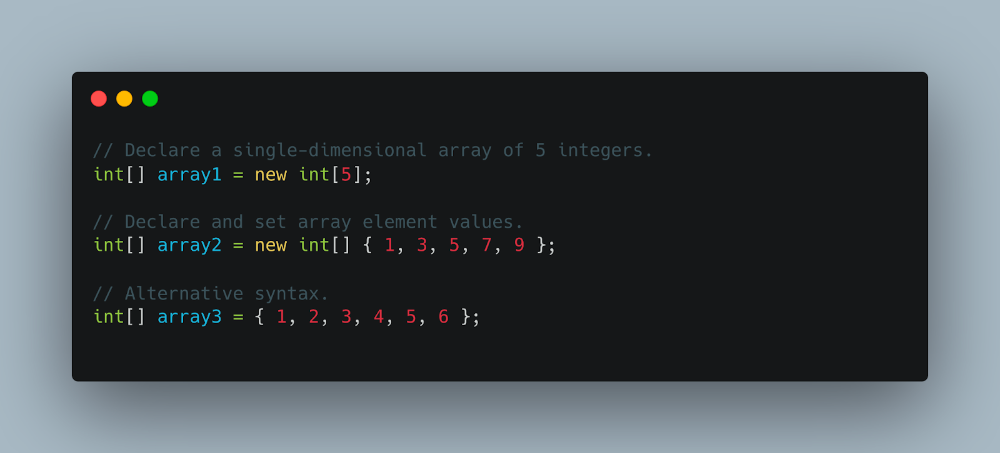 // Declare a single-dimensional array of 5 integers.
int[] array1 = new int[5];
// Declare and set array element values.
int[] array2 = new int[] { 1, 3, 5, 7, 9 };
// Alternative syntax.
int[] array3 = { 1, 2, 3, 4, 5, 6 };